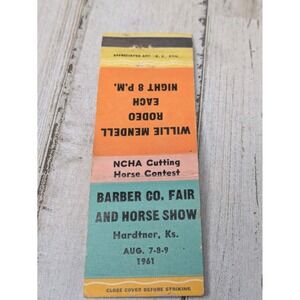 WILLIE MENDELL
RODEO
EACH
NIGHT 8 P.M.
NCHA Cutting
Horse Contest
BARBER CO. FAIR
AND HORSE SHOW
Hardtner, Ks.
AUG. 7-8-9
1961
CLOSE COVER BEFORE STRIKING